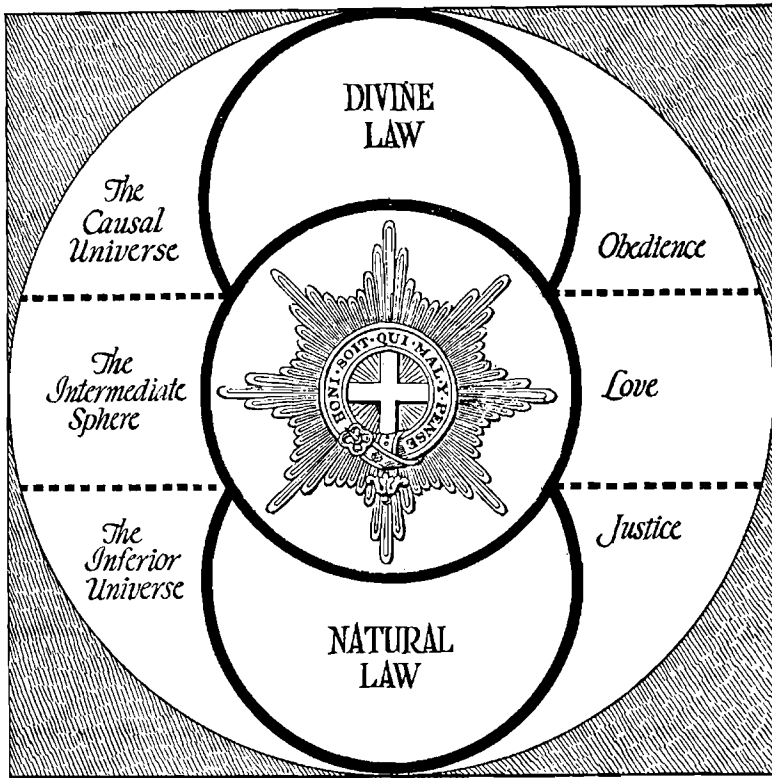 DIVINE
LAW
The
Causal
Universe
Obedience
HONI·SOIT·QUI·MAL·Y·PENSE
The
Intermediate
Sphere
Love
The
Inferior
Universe
Justice
NATURAL
LAW